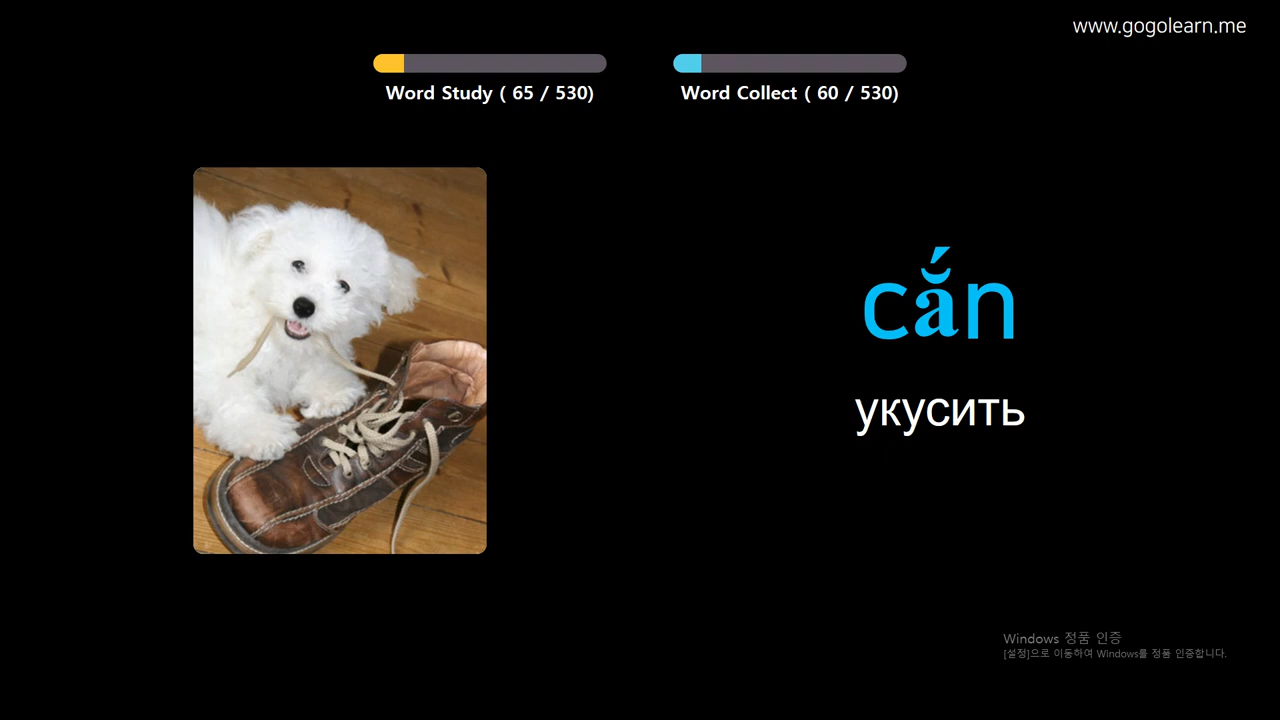 www.gogolearn.me
Word Study ( 65 / 530)
Word Collect ( 60 / 530)
cắn
укусить
Windows 정품 인증
[설정]으로 이동하여 Windows를 정품 인증합니다.